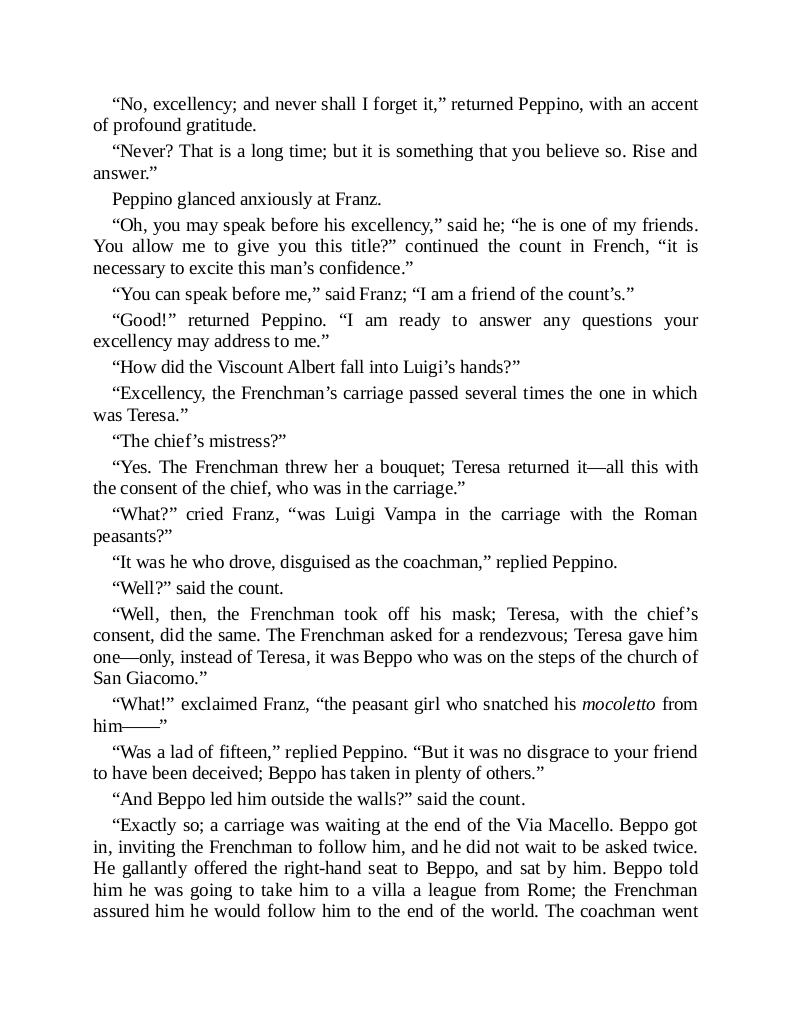 “No, excellency; and never shall I forget it,” returned Peppino, with an accent
of profound gratitude.
“Never? That is a long time; but it is something that you believe so. Rise and
answer.”
Peppino glanced anxiously at Franz.
“Oh, you may speak before his excellency,” said he; “he is one of my friends.
You allow me to give you this title?” continued the count in French, “it is
necessary to excite this man’s confidence.”
“You can speak before me,” said Franz; “I am a friend of the count’s.”
“Good!” returned Peppino. “I am ready to answer any questions your
excellency may address to me.”
“How did the Viscount Albert fall into Luigi’s hands?”
“Excellency, the Frenchman’s carriage passed several times the one in which
was Teresa.”
“The chief’s mistress?”
“Yes. The Frenchman threw her a bouquet; Teresa returned it—all this with
the consent of the chief, who was in the carriage.”
“What?” cried Franz, “was Luigi Vampa in the carriage with the Roman
peasants?”
“It was he who drove, disguised as the coachman,” replied Peppino.
“Well?” said the count.
“Well, then, the Frenchman took off his mask; Teresa, with the chief’s
consent, did the same. The Frenchman asked for a rendezvous; Teresa gave him
one—only, instead of Teresa, it was Beppo who was on the steps of the church of
San Giacomo.”
“What!” exclaimed Franz, “the peasant girl who snatched his mocoletto from
him——”
“Was a lad of fifteen,” replied Peppino. “But it was no disgrace to your friend
to have been deceived; Beppo has taken in plenty of others.”
“And Beppo led him outside the walls?” said the count.
“Exactly so; a carriage was waiting at the end of the Via Macello. Beppo got
in, inviting the Frenchman to follow him, and he did not wait to be asked twice.
He gallantly offered the right-hand seat to Beppo, and sat by him. Beppo told
him he was going to take him to a villa a league from Rome; the Frenchman
assured him he would follow him to the end of the world. The coachman went